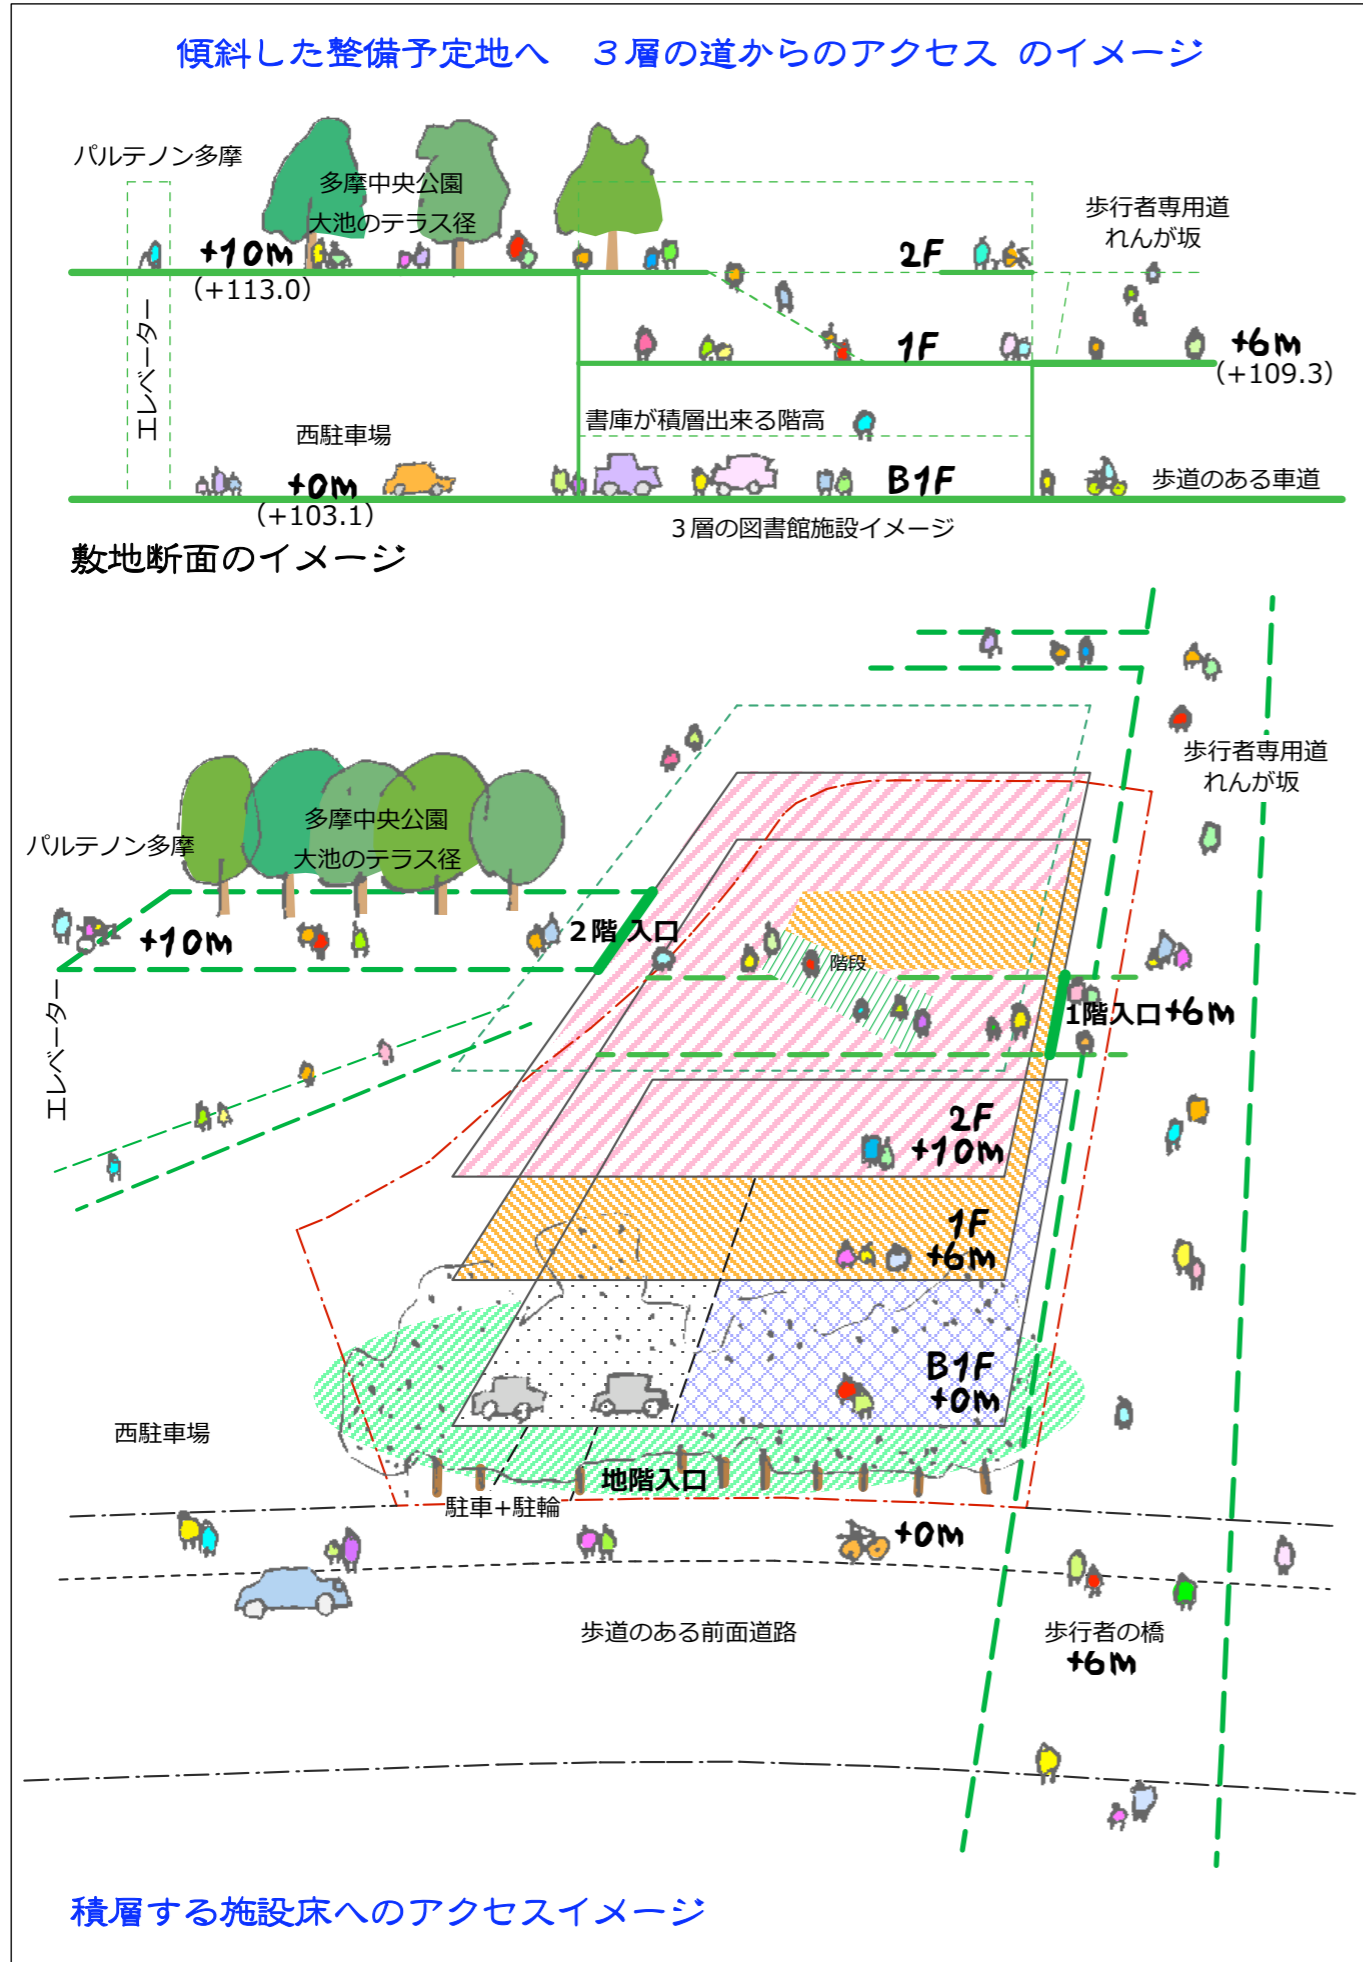 傾斜した整備予定地へ　３層の道からのアクセス のイメージ
パルテノン多摩
多摩中央公園
大池のテラス径
歩行者専用道
れんが坂
+10m
(+113.0)
2F
エレベーター
1F
+6m
(+109.3)
書庫が積層出来る階高
西駐車場
+0m
(+103.1)
B1F
歩道のある車道
３層の図書館施設イメージ
敷地断面のイメージ
歩行者専用道
れんが坂
パルテノン多摩
多摩中央公園
大池のテラス径
+10m
２階 入口
階段
エレベーター
1階入口+6m
2F
+10m
1F
+6m
B1F
+0m
西駐車場
地階入口
駐車+駐輪
+0m
歩道のある前面道路
歩行者の橋
+6m
積層する施設床へのアクセスイメージ